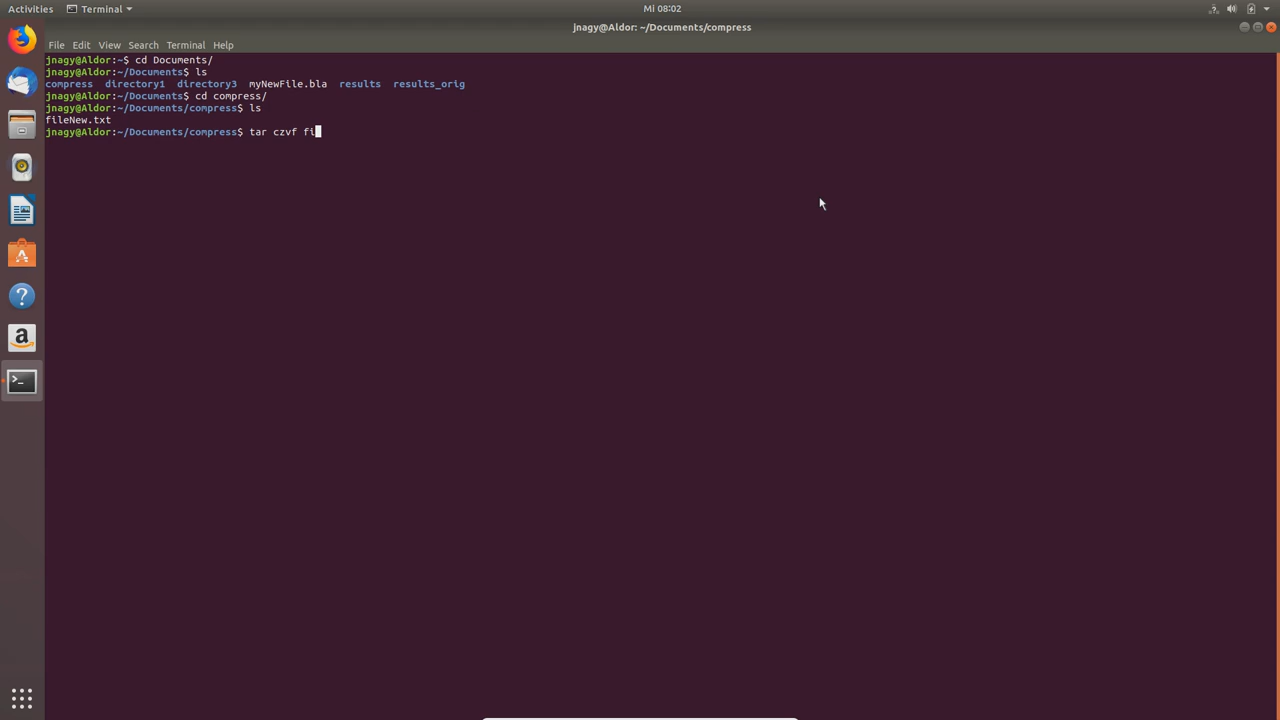 Activities Terminal Mi 08:02
jnagy@Aldor: ~/Documents/compress
File Edit View Search Terminal Help
jnagy@Aldor:~$ cd Documents/
jnagy@Aldor:~/Documents$ ls
compress directory1 directory3 myNewFile.bla results results_orig
jnagy@Aldor:~/Documents$ cd compress/
jnagy@Aldor:~/Documents/compress$ ls
fileNew.txt
jnagy@Aldor:~/Documents/compress$ tar czvf fi